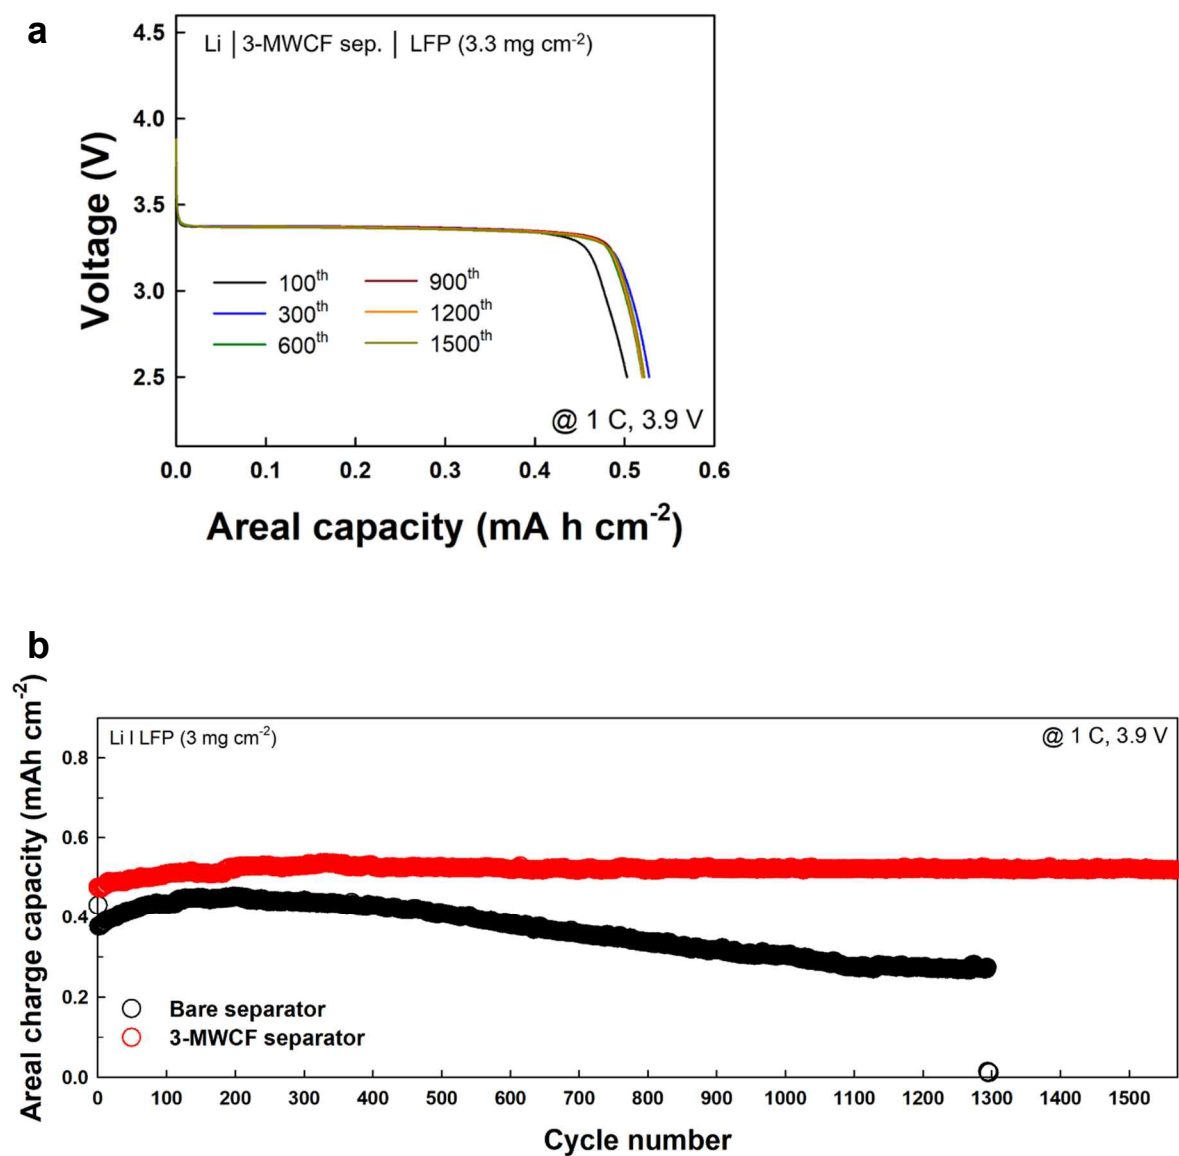 a
Li | 3-MWCF sep. | LFP (3.3 mg cm-2)
4.5
4.0
3.5
3.0
2.5
Voltage (V)
100th 900th
300th 1200th
600th 1500th
@ 1 C, 3.9 V
0.0 0.1 0.2 0.3 0.4 0.5 0.6
Areal capacity (mA h cm-2)
b
Li l LFP (3 mg cm-2)
@ 1 C, 3.9 V
Areal charge capacity (mAh cm-2)
0.8
0.6
0.4
0.2
0.0
Bare separator
3-MWCF separator
0 100 200 300 400 500 600 700 800 900 1000 1100 1200 1300 1400 1500
Cycle number